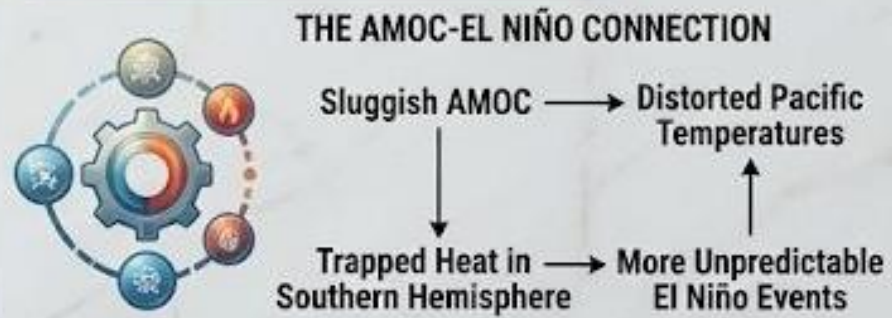 THE AMOC-EL NIÑO CONNECTION
Sluggish AMOC
Distorted Pacific
Temperatures
Trapped Heat in
Southern Hemisphere
More Unpredictable
El Niño Events